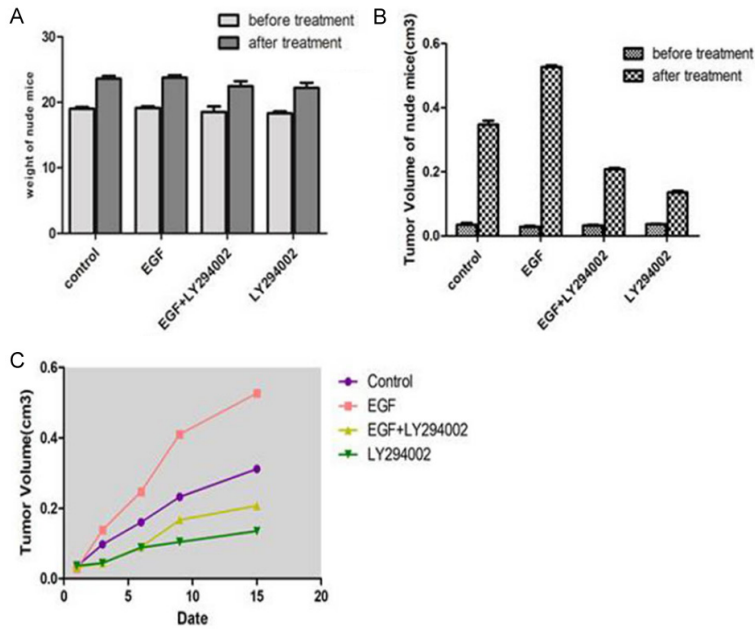 A
before treatment
after treatment
weight of nude mice
30
20
10
0
control
EGF
EGF+LY294002
LY294002
B
before treatment
after treatment
Tumor Volume of nude mice(cm3)
0.6
0.4
0.2
0.0
control
EGF
EGF+LY294002
LY294002
C
Control
EGF
EGF+LY294002
LY294002
Tumor Volume(cm3)
0.6
0.4
0.2
0.0
0
5
10
15
20
Date